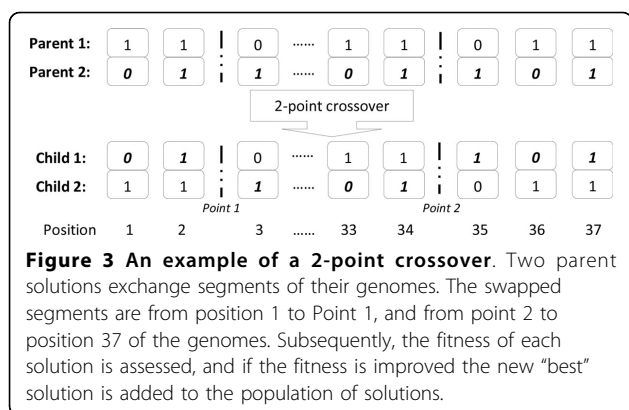 Parent 1: 1 1 0 ...... 1 1 0 1 1
Parent 2: 0 1 1 ...... 0 1 1 0 1
2-point crossover
Child 1: 0 1 0 ...... 1 1 1 0 1
Child 2: 1 1 1 ...... 0 1 0 1 1
Point 1 Point 2
Position 1 2 3 ...... 33 34 35 36 37
Figure 3 An example of a 2-point crossover. Two parent
solutions exchange segments of their genomes. The swapped
segments are from position 1 to Point 1, and from point 2 to
position 37 of the genomes. Subsequently, the fitness of each
solution is assessed, and if the fitness is improved the new "best"
solution is added to the population of solutions.